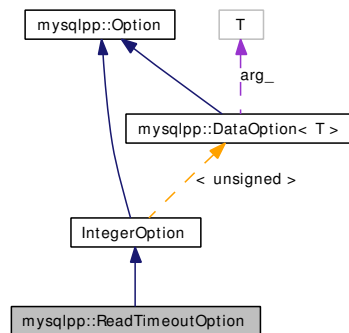 mysqlpp::Option
T
arg_
mysqlpp::DataOption< T >
< unsigned >
IntegerOption
mysqlpp::ReadTimeoutOption